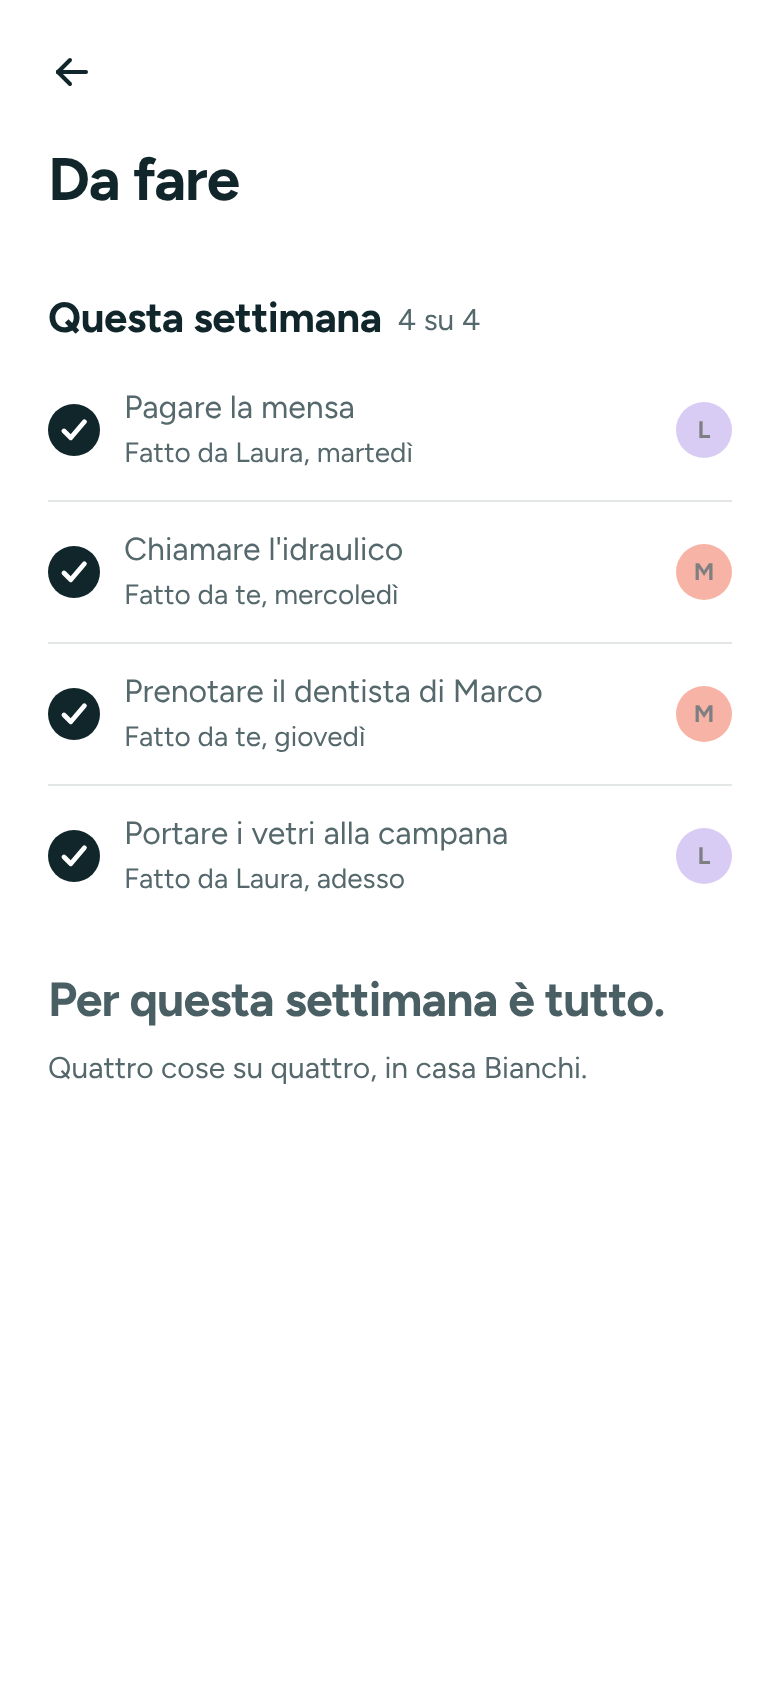 Da fare
Questa settimana 4 su 4
Pagare la mensa
Fatto da Laura, martedì
L
Chiamare l'idraulico
Fatto da te, mercoledì
M
Prenotare il dentista di Marco
Fatto da te, giovedì
M
Portare i vetri alla campana
Fatto da Laura, adesso
L
Per questa settimana è tutto.
Quattro cose su quattro, in casa Bianchi.